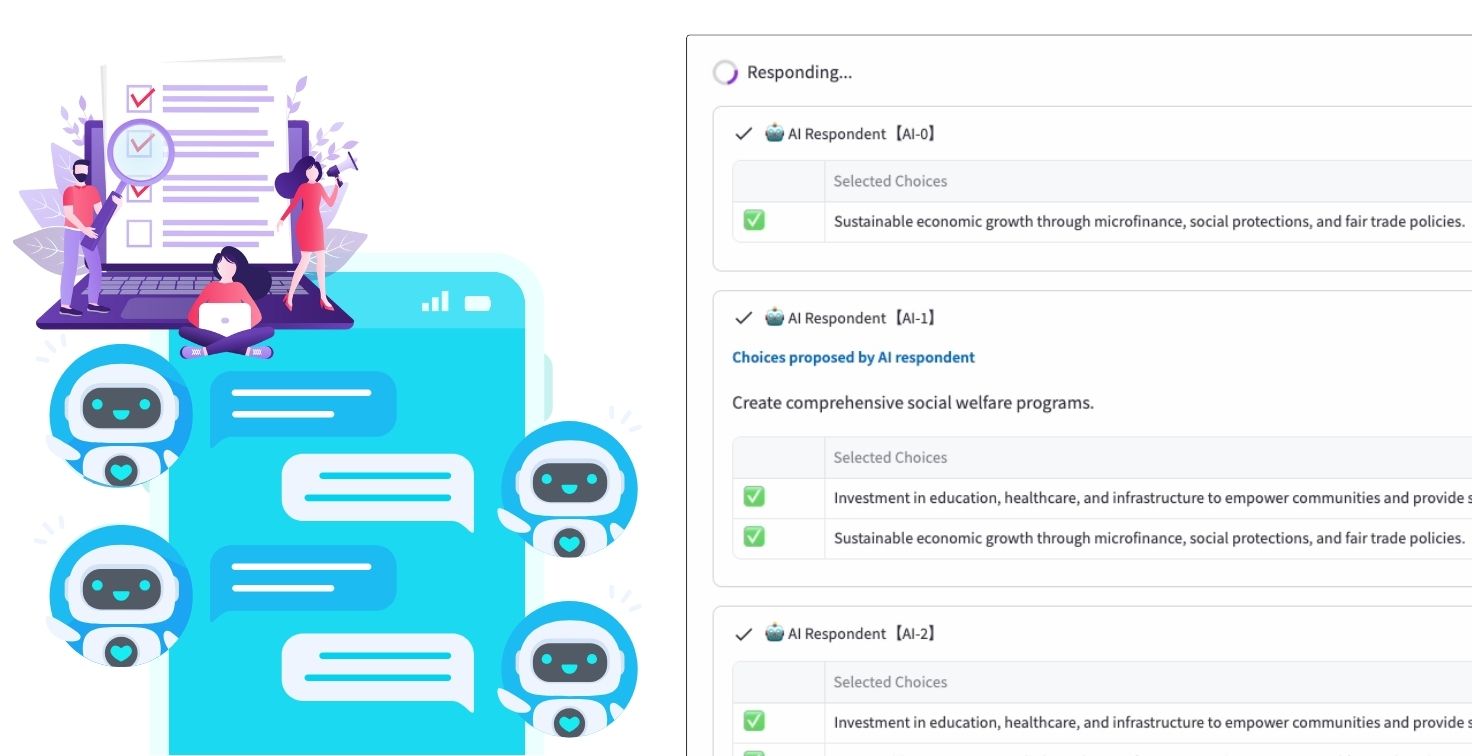 Responding...
AI Respondent【AI-0】
Selected Choices
Sustainable economic growth through microfinance, social protections, and fair trade policies.
AI Respondent【AI-1】
Choices proposed by AI respondent
Create comprehensive social welfare programs.
Selected Choices
Investment in education, healthcare, and infrastructure to empower communities and provide s
Sustainable economic growth through microfinance, social protections, and fair trade policies.
AI Respondent【AI-2】
Selected Choices
Investment in education, healthcare, and infrastructure to empower communities and provide s